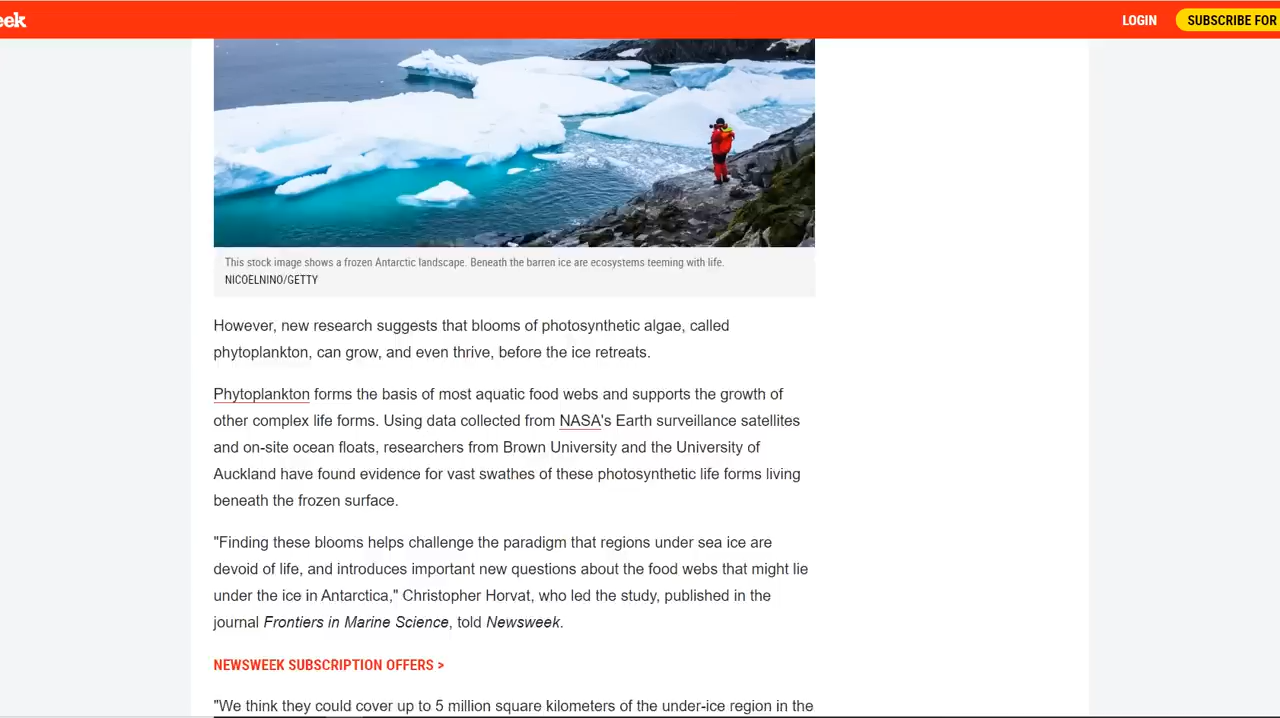 eek
LOGIN
SUBSCRIBE FOR
This stock image shows a frozen Antarctic landscape. Beneath the barren ice are ecosystems teeming with life.
NICOELNINO/GETTY
However, new research suggests that blooms of photosynthetic algae, called
phytoplankton, can grow, and even thrive, before the ice retreats.
Phytoplankton forms the basis of most aquatic food webs and supports the growth of
other complex life forms. Using data collected from NASA's Earth surveillance satellites
and on-site ocean floats, researchers from Brown University and the University of
Auckland have found evidence for vast swathes of these photosynthetic life forms living
beneath the frozen surface.
"Finding these blooms helps challenge the paradigm that regions under sea ice are
devoid of life, and introduces important new questions about the food webs that might lie
under the ice in Antarctica," Christopher Horvat, who led the study, published in the
journal Frontiers in Marine Science, told Newsweek.
NEWSWEEK SUBSCRIPTION OFFERS >
"We think they could cover up to 5 million square kilometers of the under-ice region in the